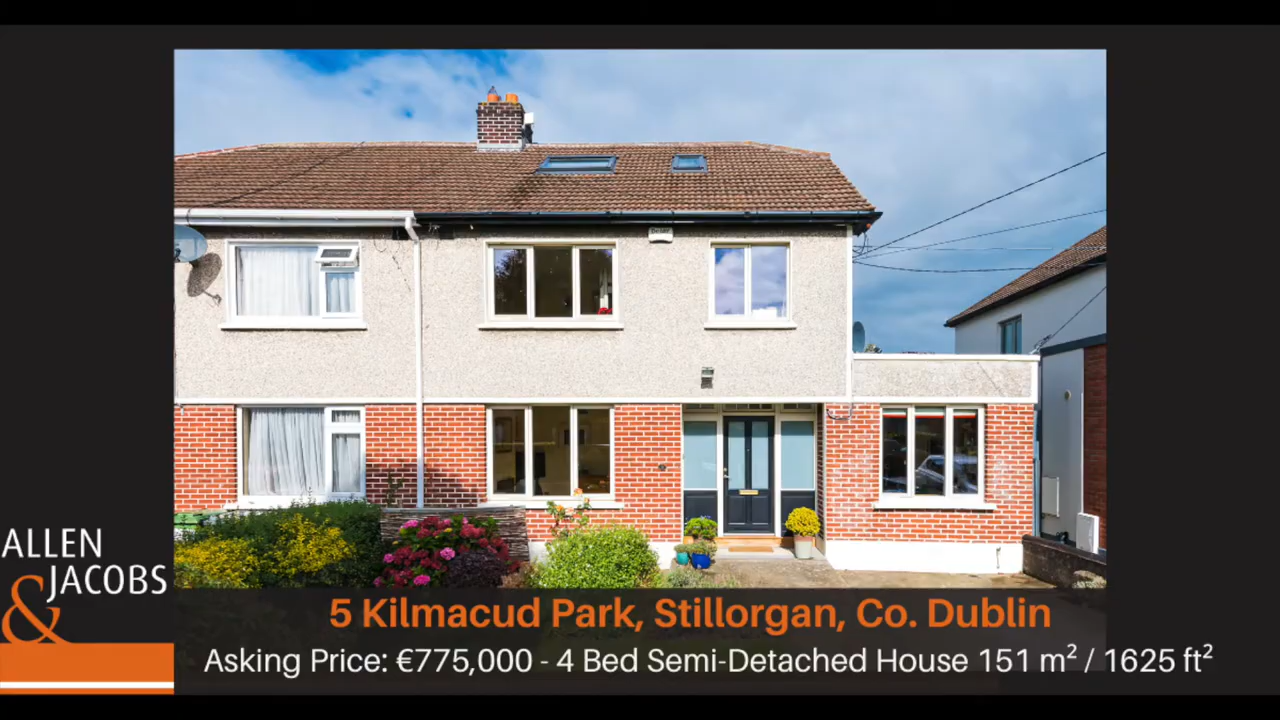 ALLEN
& JACOBS
5 Kilmacud Park, Stillorgan, Co. Dublin
Asking Price: €775,000 - 4 Bed Semi-Detached House 151 m² / 1625 ft²